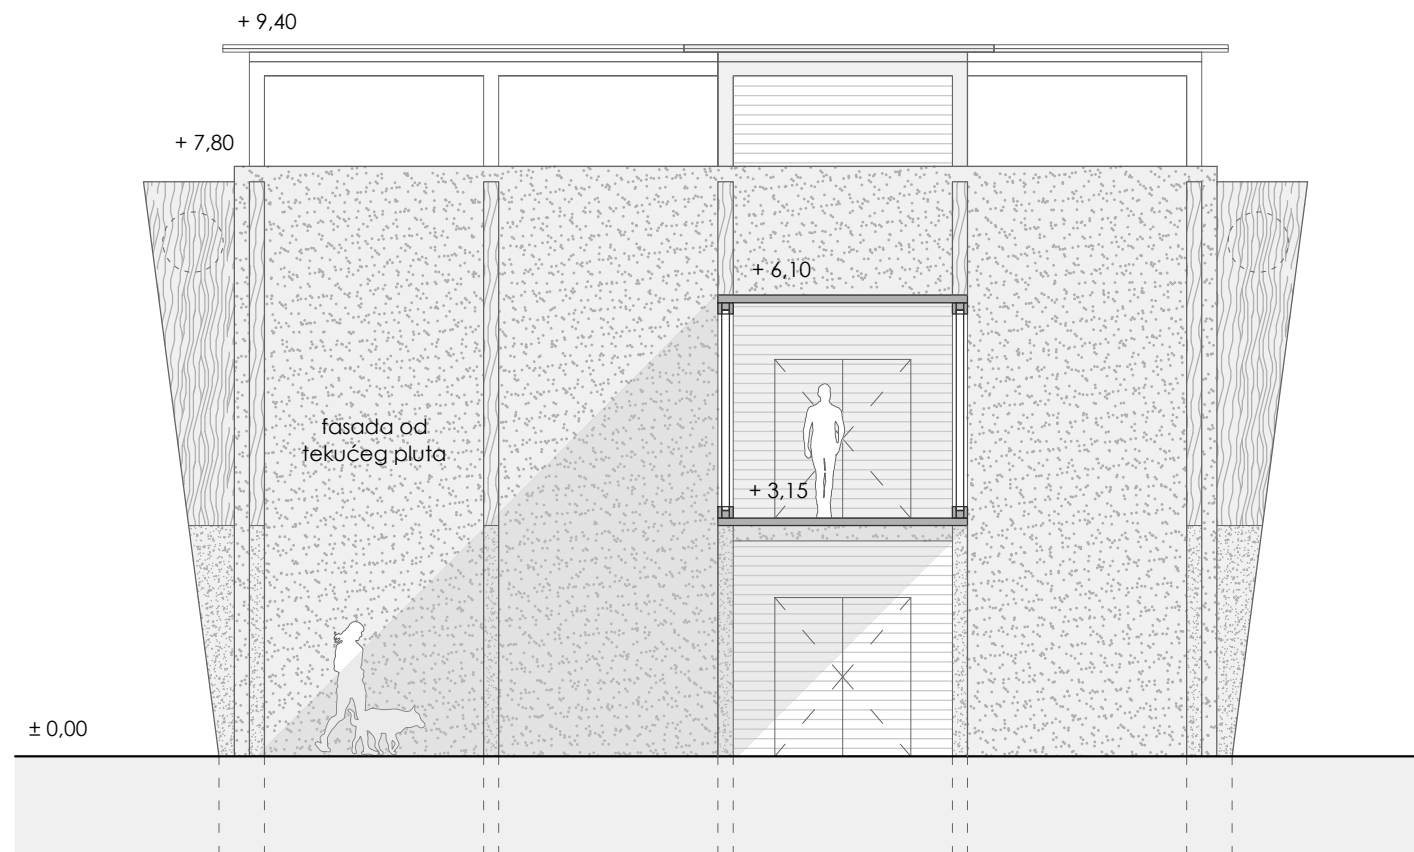 + 9,40
+ 7,80
+ 6,10
fasada od
tekućeg pluta
+ 3,15
± 0,00